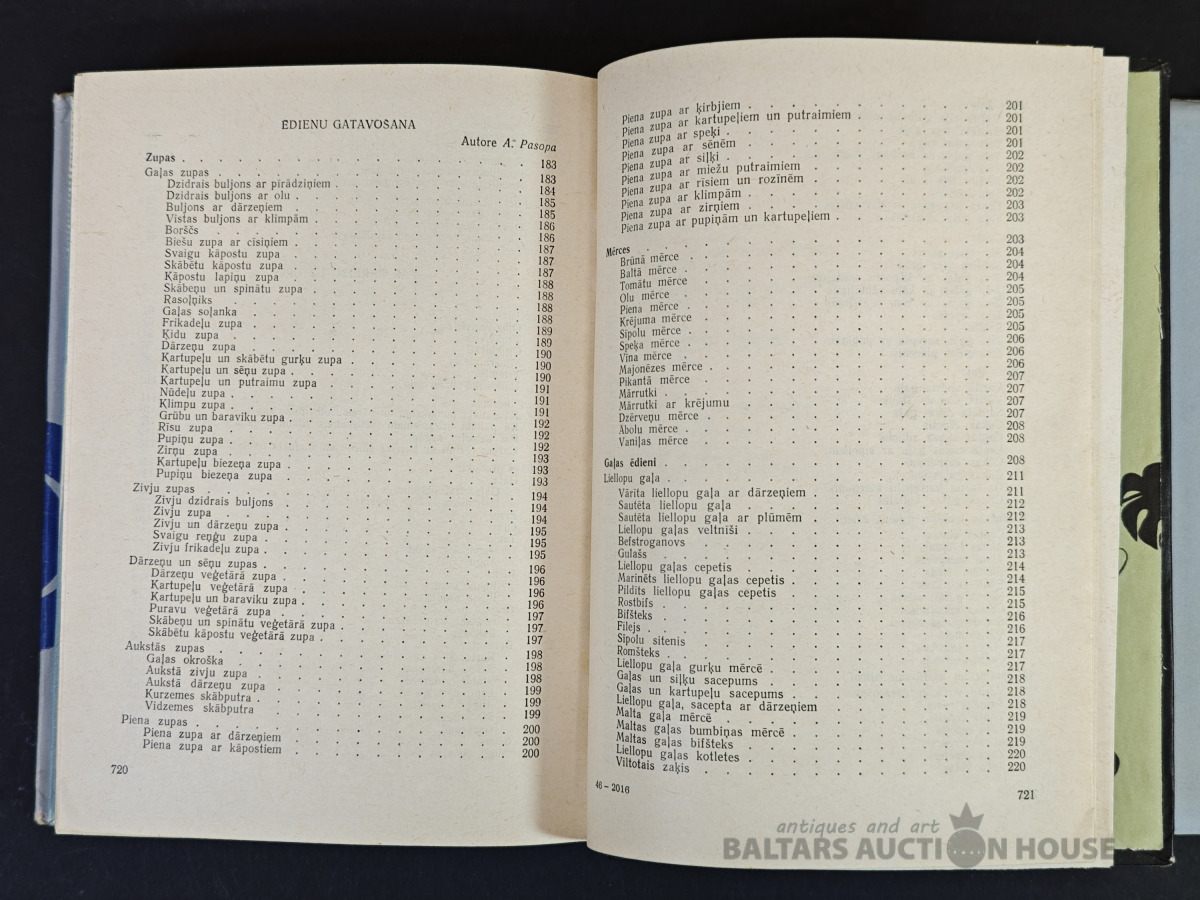 ĒDIENU GATAVOŠANA
Autore A. Pasopa
Zupas . . . 183
Gaļas zupas . . . 183
Dzidrais buljons ar pirādziņiem . . . 184
Dzidrais buljons ar olu . . . 185
Buljons ar dārzeņiem . . . 185
Vistas buljons ar klimpām . . . 186
Borščs . . . 186
Biešu zupa ar cīsiņiem . . . 187
Svaigu kāpostu zupa . . . 187
Skābētu kāpostu zupa . . . 187
Kāpostu lapiņu zupa . . . 188
Skābeņu un spinātu zupa . . . 188
Rasoļņiks . . . 188
Gaļas soļanka . . . 188
Frikadeļu zupa . . . 189
Ķidu zupa . . . 189
Dārzeņu zupa . . . 190
Kartupeļu un skābētu gurķu zupa . . . 190
Kartupeļu un sēņu zupa . . . 190
Kartupeļu un putraimu zupa . . . 191
Nūdeļu zupa . . . 191
Klimpu zupa . . . 191
Grūbu un baraviku zupa . . . 192
Rīsu zupa . . . 192
Pupiņu zupa . . . 192
Zirņu zupa . . . 193
Kartupeļu biezeņa zupa . . . 193
Pupiņu biezeņa zupa . . . 193
Zivju zupas . . . 194
Zivju dzidrais buljons . . . 194
Zivju zupa . . . 194
Zivju un dārzeņu zupa . . . 195
Svaigu reņģu zupa . . . 195
Zivju frikadeļu zupa . . . 195
Dārzeņu un sēņu zupas . . . 196
Dārzeņu veģetārā zupa . . . 196
Kartupeļu veģetārā zupa . . . 196
Kartupeļu un baraviku zupa . . . 196
Puravu veģetārā zupa . . . 197
Skābeņu un spinātu veģetārā zupa . . . 197
Skābētu kāpostu veģetārā zupa . . . 197
Aukstās zupas . . . 198
Gaļas okroška . . . 198
Aukstā zivju zupa . . . 198
Aukstā dārzeņu zupa . . . 199
Kurzemes skābputra . . . 199
Vidzemes skābputra . . . 199
Piena zupas . . . 200
Piena zupa ar dārzeņiem . . . 200
Piena zupa ar kāpostiem . . . 200
720
Piena zupa ar ķirbjiem . . . 201
Piena zupa ar kartupeļiem un putraimiem . . . 201
Piena zupa ar speķi . . . 201
Piena zupa ar sēnēm . . . 201
Piena zupa ar siļķi . . . 202
Piena zupa ar miežu putraimiem . . . 202
Piena zupa ar rīsiem un rozīnēm . . . 202
Piena zupa ar klimpām . . . 202
Piena zupa ar zirņiem . . . 203
Piena zupa ar pupiņām un kartupeļiem . . . 203
Mērces . . . 203
Brūnā mērce . . . 204
Baltā mērce . . . 204
Tomātu mērce . . . 204
Olu mērce . . . 205
Piena mērce . . . 205
Krējuma mērce . . . 205
Sīpolu mērce . . . 205
Speķa mērce . . . 206
Vīna mērce . . . 206
Majonēzes mērce . . . 206
Pikantā mērce . . . 207
Mārrutki . . . 207
Mārrutki ar krējumu . . . 207
Dzērveņu mērce . . . 207
Ābolu mērce . . . 208
Vaniļas mērce . . . 208
Gaļas ēdieni . . . 208
Liellopu gaļa . . . 211
Vārīta liellopu gaļa ar dārzeņiem . . . 211
Sautēta liellopu gaļa . . . 212
Sautēta liellopu gaļa ar plūmēm . . . 212
Liellopu gaļas veltnīši . . . 213
Befstroganovs . . . 213
Gulašs . . . 213
Liellopu gaļas cepetis . . . 214
Marinēts liellopu gaļas cepetis . . . 214
Pildīts liellopu gaļas cepetis . . . 215
Rostbifs . . . 215
Bifšteks . . . 216
Filejs . . . 216
Sīpolu sitenis . . . 217
Romšteks . . . 217
Liellopu gaļa gurķu mērcē . . . 217
Gaļas un siļķu sacepums . . . 218
Gaļas un kartupeļu sacepums . . . 218
Liellopu gaļa, sacepta ar dārzeņiem . . . 218
Malta gaļa mērcē . . . 219
Maltas gaļas bumbiņas mērcē . . . 219
Maltas gaļas bifšteks . . . 219
Liellopu gaļas kotletes . . . 220
Viltotais zaķis . . . 220
46 – 2016
721
antiques and art
BALTARS AUCTION HOUSE